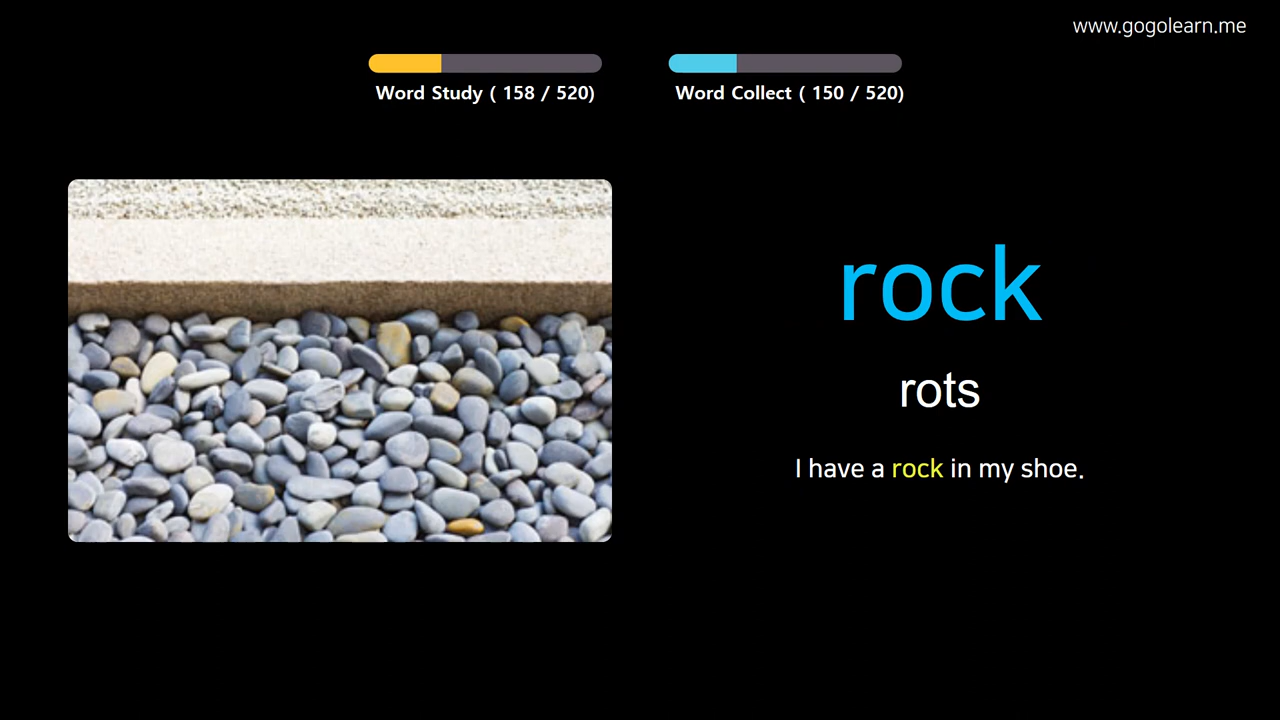 www.gogolearn.me
Word Study ( 158 / 520)
Word Collect ( 150 / 520)
rock
rots
I have a rock in my shoe.